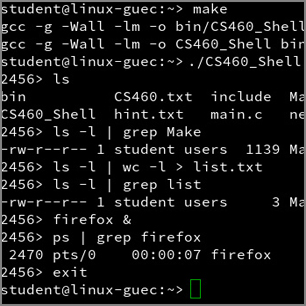 student@linux-guec:~> make
gcc -g -Wall -lm -o bin/CS460_Shell
gcc -g -Wall -lm -o CS460_Shell bin
student@linux-guec:~> ./CS460_Shell
2456> ls
bin CS460.txt include Ma
CS460_Shell hint.txt main.c ne
2456> ls -l | grep Make
-rw-r--r-- 1 student users 1139 Ma
2456> ls -l | wc -l > list.txt
2456> ls -l | grep list
-rw-r--r-- 1 student users 3 Ma
2456> firefox &
2456> ps | grep firefox
2470 pts/0 00:00:07 firefox
2456> exit
student@linux-guec:~>